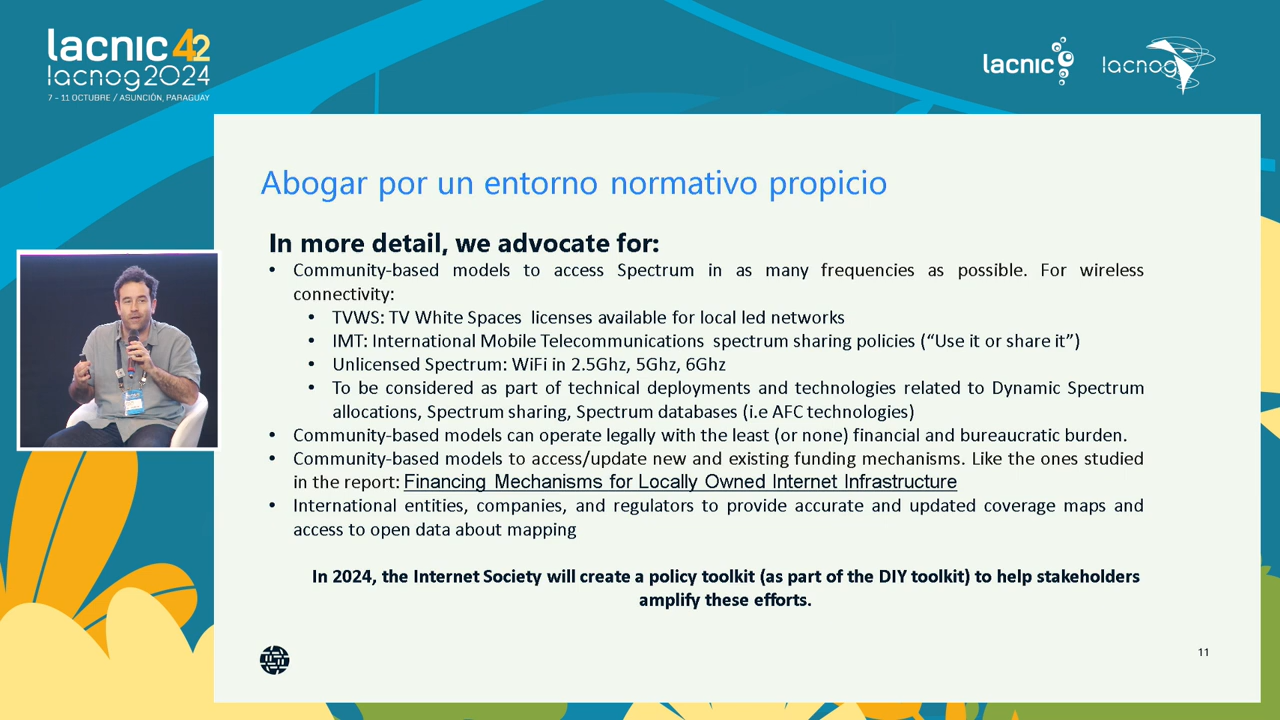 lacnic 42
lacnog2024
7 - 11 OCTUBRE / ASUNCIÓN, PARAGUAY
lacnic
lacnog
Abogar por un entorno normativo propicio
In more detail, we advocate for:
• Community-based models to access Spectrum in as many frequencies as possible. For wireless
connectivity:
• TVWS: TV White Spaces licenses available for local led networks
• IMT: International Mobile Telecommunications spectrum sharing policies (“Use it or share it”)
• Unlicensed Spectrum: WiFi in 2.5Ghz, 5Ghz, 6Ghz
• To be considered as part of technical deployments and technologies related to Dynamic Spectrum
allocations, Spectrum sharing, Spectrum databases (i.e AFC technologies)
• Community-based models can operate legally with the least (or none) financial and bureaucratic burden.
• Community-based models to access/update new and existing funding mechanisms. Like the ones studied
in the report: Financing Mechanisms for Locally Owned Internet Infrastructure
• International entities, companies, and regulators to provide accurate and updated coverage maps and
access to open data about mapping
In 2024, the Internet Society will create a policy toolkit (as part of the DIY toolkit) to help stakeholders
amplify these efforts.
11